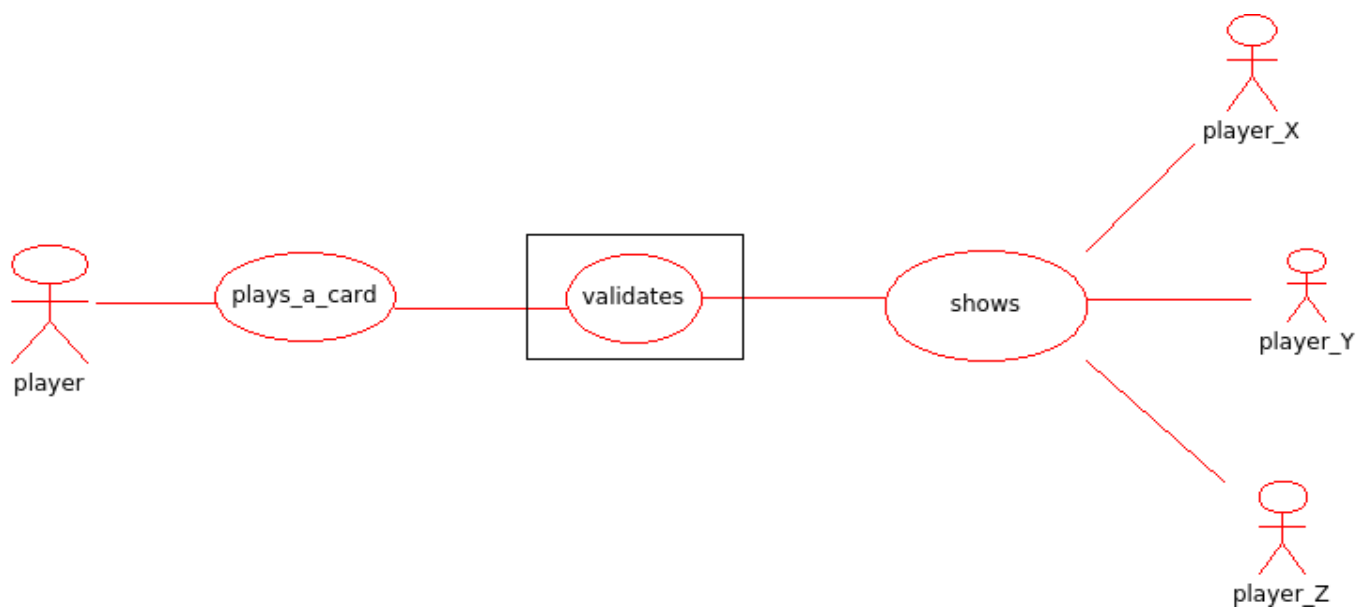 player_X
plays_a_card
validates
shows
player_Y
player
player_Z